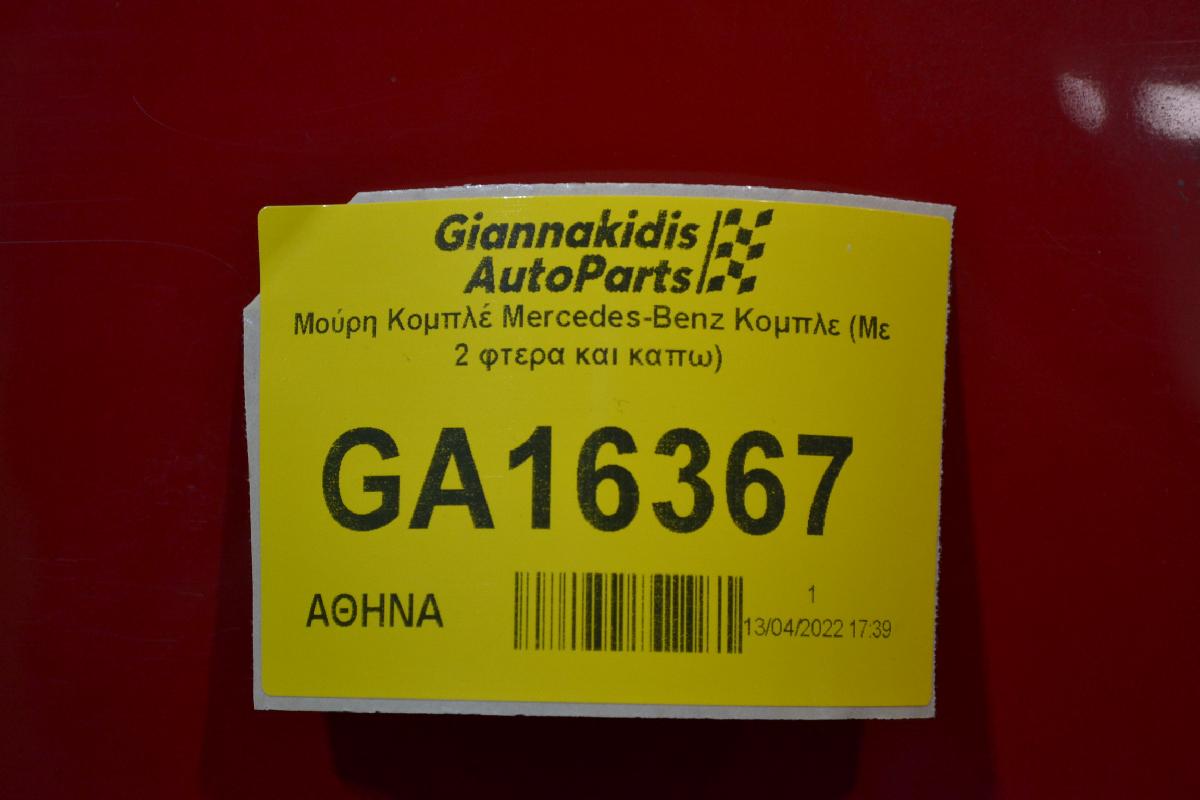 Giannakidis
AutoParts
Μούρη Κομπλέ Mercedes-Benz Κομπλε (Με
2 φτερα και καπω)
GA16367
ΑΘΗΝΑ
1
13/04/2022 17:39